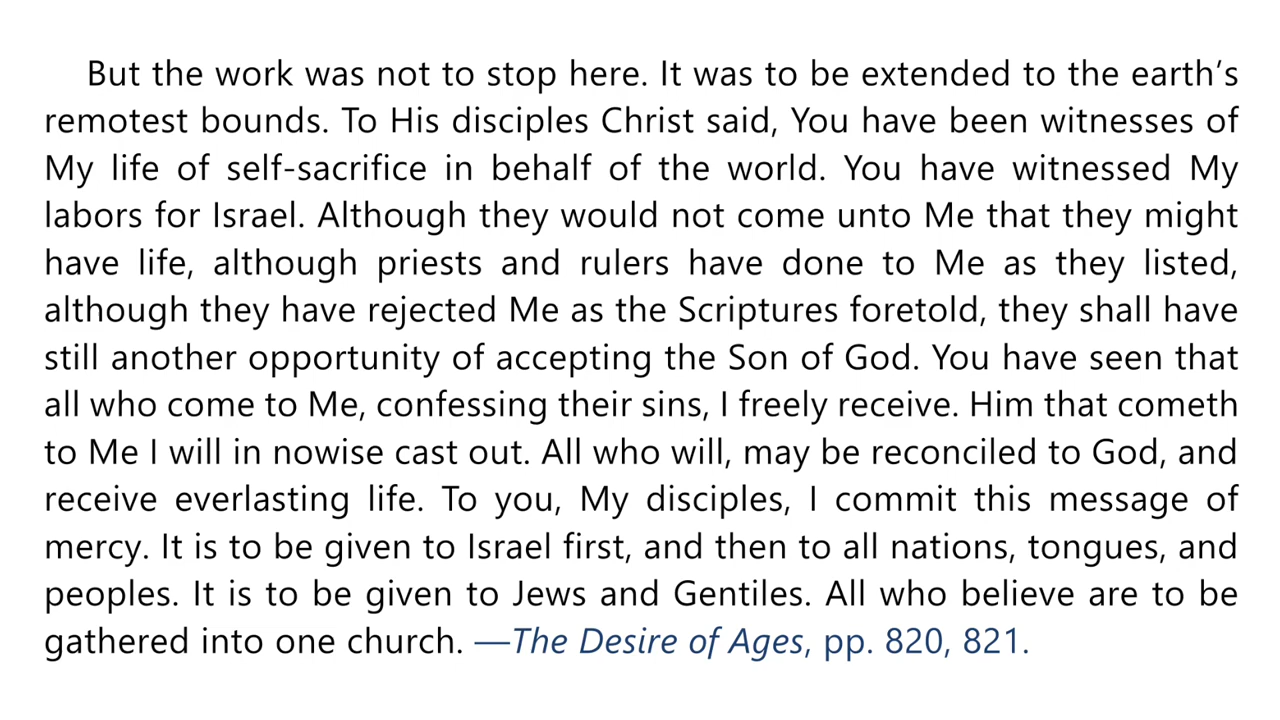 But the work was not to stop here. It was to be extended to the earth’s
remotest bounds. To His disciples Christ said, You have been witnesses of
My life of self-sacrifice in behalf of the world. You have witnessed My
labors for Israel. Although they would not come unto Me that they might
have life, although priests and rulers have done to Me as they listed,
although they have rejected Me as the Scriptures foretold, they shall have
still another opportunity of accepting the Son of God. You have seen that
all who come to Me, confessing their sins, I freely receive. Him that cometh
to Me I will in nowise cast out. All who will, may be reconciled to God, and
receive everlasting life. To you, My disciples, I commit this message of
mercy. It is to be given to Israel first, and then to all nations, tongues, and
peoples. It is to be given to Jews and Gentiles. All who believe are to be
gathered into one church. —The Desire of Ages, pp. 820, 821.